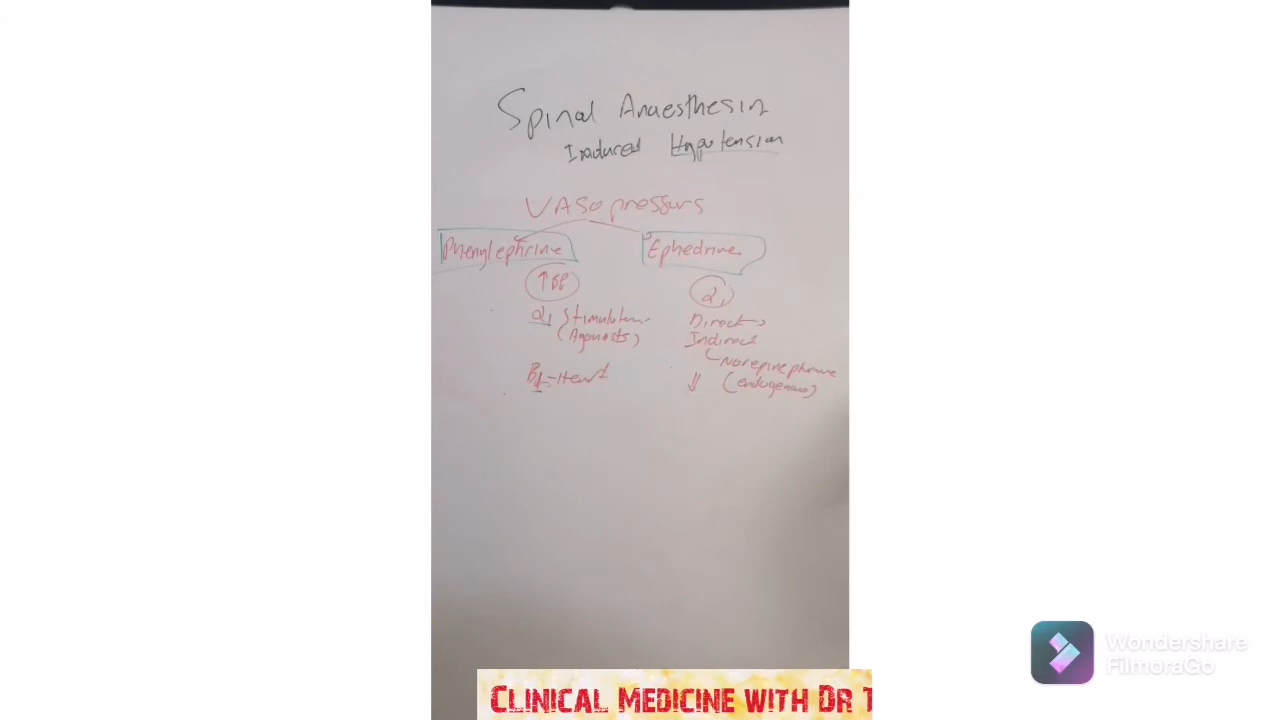 Spinal Anaesthesia
Induced Hypotension
VASopressors
Phenylephrine
Ephedrine
↑BP
α1
α1 Stimulation
(Agonists)
Direct
Indirect
Norepinephrine
(endogenous)
B1-Heart
CLINICAL MEDICINE WITH DR T
Wondershare
FilmoraGo